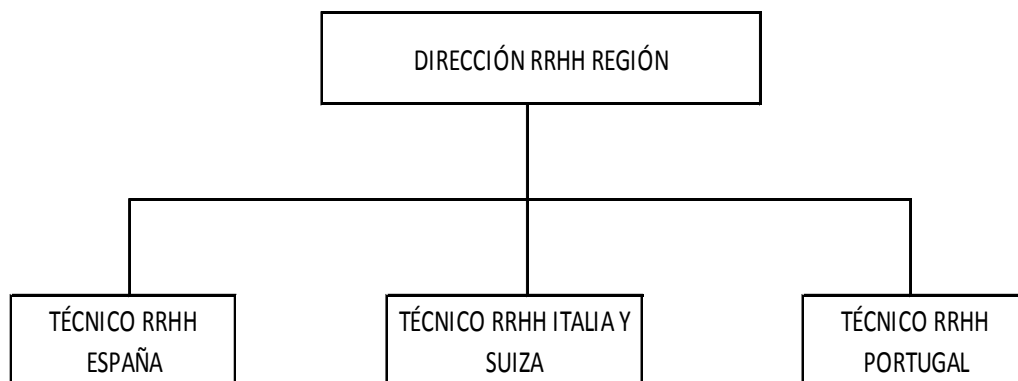 DIRECCIÓN RRHH REGIÓN
TÉCNICO RRHH
ESPAÑA
TÉCNICO RRHH ITALIA Y
SUIZA
TÉCNICO RRHH
PORTUGAL